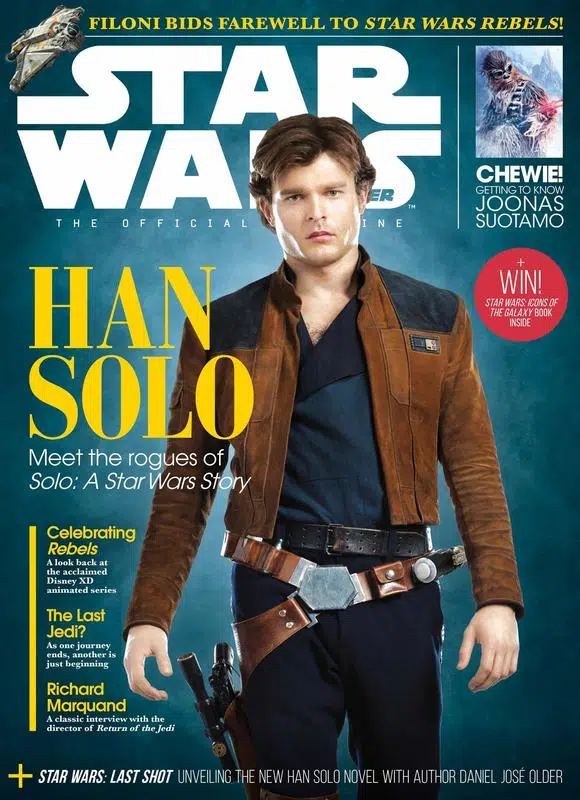 FILONI BIDS FAREWELL TO STAR WARS REBELS!
STAR
WARS
ER
™
THE OFFICIAL
INE
CHEWIE!
GETTING TO KNOW
JOONAS
SUOTAMO
+
WIN!
STAR WARS: ICONS OF
THE GALAXY BOOK
INSIDE
HAN
SOLO
Meet the rogues of
Solo: A Star Wars Story
Celebrating
Rebels
A look back at
the acclaimed
Disney XD
animated series
The Last
Jedi?
As one journey
ends, another is
just beginning
Richard
Marquand
A classic interview with the
director of Return of the Jedi
+ STAR WARS: LAST SHOT UNVEILING THE NEW HAN SOLO NOVEL WITH AUTHOR DANIEL JOSÉ OLDER